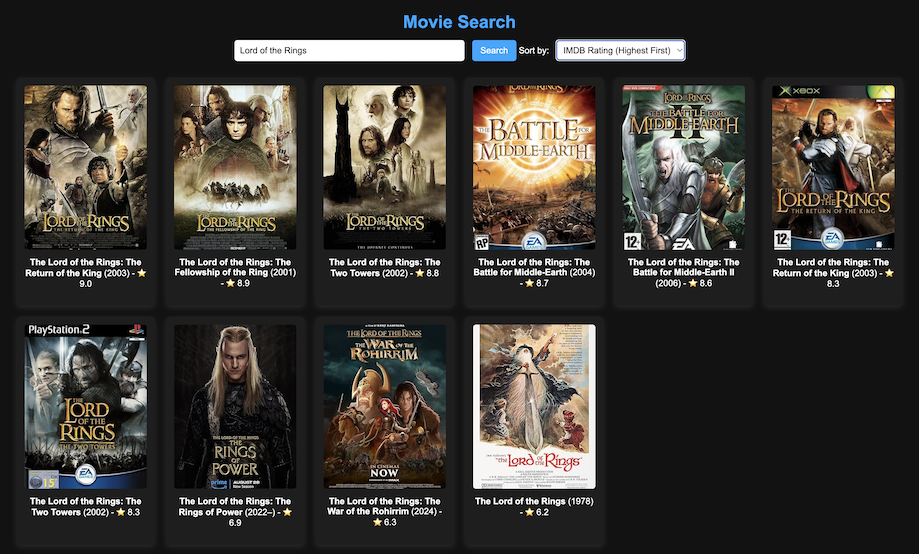 Movie Search
Lord of the Rings
Search
Sort by:
IMDB Rating (Highest First)
THE
LORD OF THE RINGS
THE RETURN OF THE KING
THE
LORD OF THE RINGS
THE FELLOWSHIP OF THE RING
THE
LORD OF THE RINGS
THE TWO TOWERS
THE JOURNEY CONTINUES
LORD OF THE RINGS
THE
BATTLE FOR
MIDDLE-EARTH
RP
EA
LORD OF THE RINGS
THE BATTLE FOR
MIDDLE-EARTH
II
12+
EA
XBOX
THE
LORD OF THE RINGS
THE RETURN OF THE KING
12+
EA
GAMES
The Lord of the Rings: The
Return of the King (2003) - ⭐
9.0
The Lord of the Rings: The
Fellowship of the Ring (2001)
- ⭐ 8.9
The Lord of the Rings: The
Two Towers (2002) - ⭐ 8.8
The Lord of the Rings: The
Battle for Middle-Earth (2004)
- ⭐ 8.7
The Lord of the Rings: The
Battle for Middle-Earth II
(2006) - ⭐ 8.6
The Lord of the Rings: The
Return of the King (2003) - ⭐
8.3
PlayStation.2
THE
LORD
OF THE
RINGS
THE TWO TOWERS
15+
EA
GAMES
THE LORD OF THE RINGS
THE
RINGS
OF
POWER
prime
AUGUST 29
New Season
THE LORD OF THE RINGS
THE WAR OF THE
ROHIRRIM
IN CINEMAS
NOW
IMAX
"The Lord of the Rings"
The Lord of the Rings: The
Two Towers (2002) - ⭐ 8.3
The Lord of the Rings: The
Rings of Power (2022–) - ⭐
6.9
The Lord of the Rings: The
War of the Rohirrim (2024) -
⭐ 6.3
The Lord of the Rings (1978)
- ⭐ 6.2